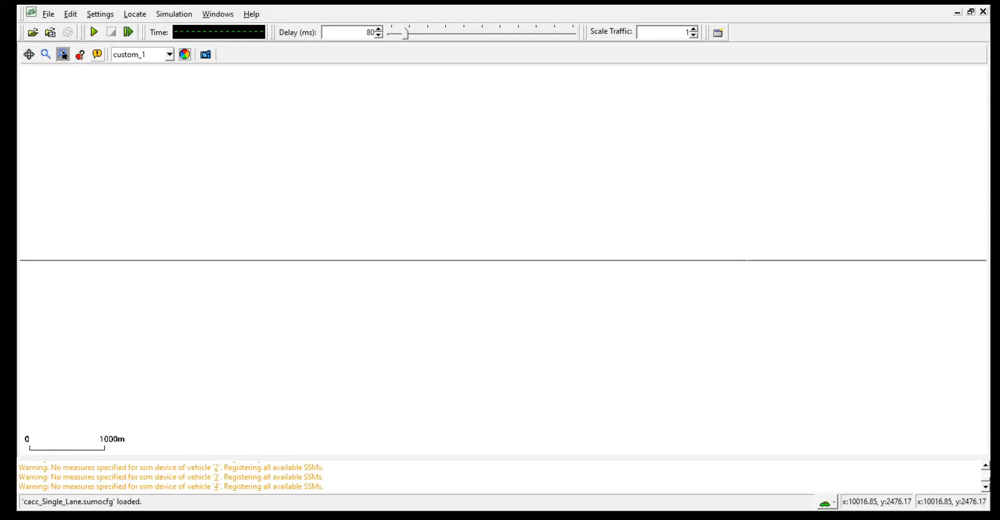 File Edit Settings Locate Simulation Windows Help
Time: Delay (ms): 80 Scale Traffic: 1
custom_1
0 1000m
Warning: No measures specified for ssm device of vehicle '2'. Registering all available SSMs.
Warning: No measures specified for ssm device of vehicle '3'. Registering all available SSMs.
Warning: No measures specified for ssm device of vehicle '4'. Registering all available SSMs.
'cacc_Single_Lane.sumocfg' loaded. - x:10016.85, y:2476.17 x:10016.85, y:2476.17